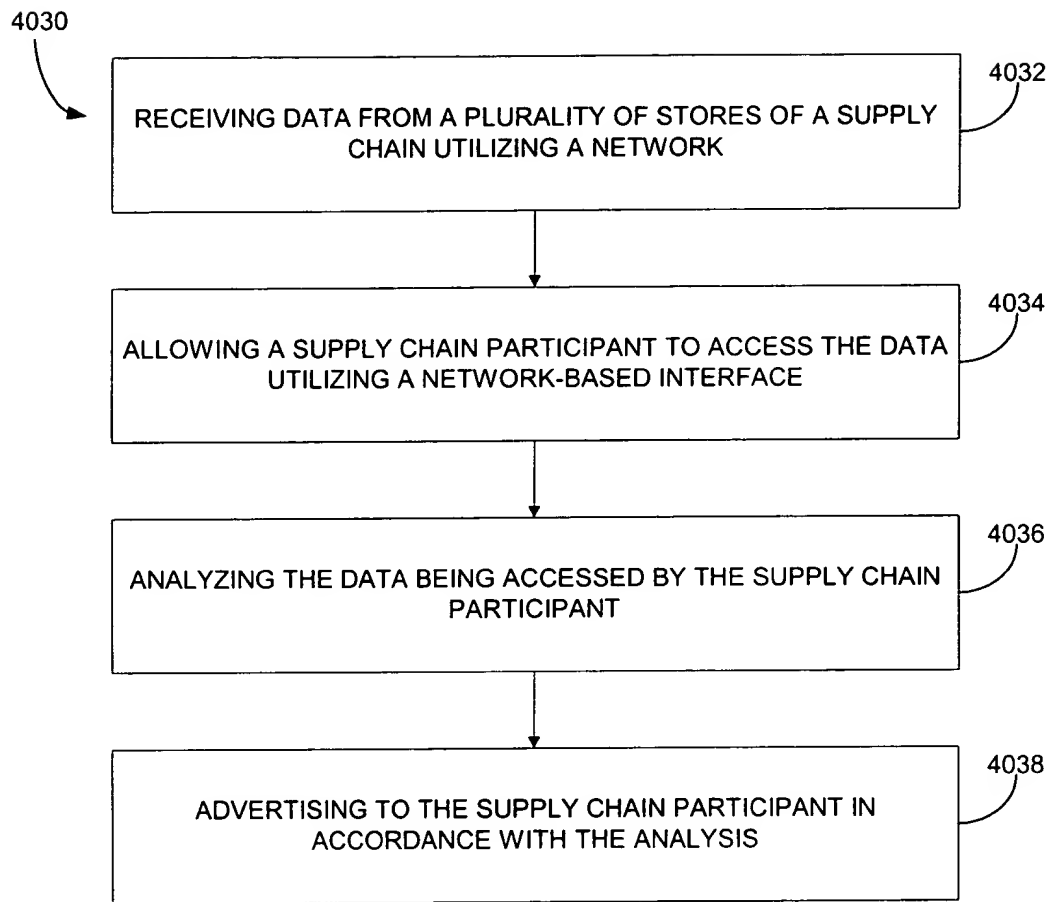 4030
4032
RECEIVING DATA FROM A PLURALITY OF STORES OF A SUPPLY
CHAIN UTILIZING A NETWORK
4034
ALLOWING A SUPPLY CHAIN PARTICIPANT TO ACCESS THE DATA
UTILIZING A NETWORK-BASED INTERFACE
4036
ANALYZING THE DATA BEING ACCESSED BY THE SUPPLY CHAIN
PARTICIPANT
4038
ADVERTISING TO THE SUPPLY CHAIN PARTICIPANT IN
ACCORDANCE WITH THE ANALYSIS